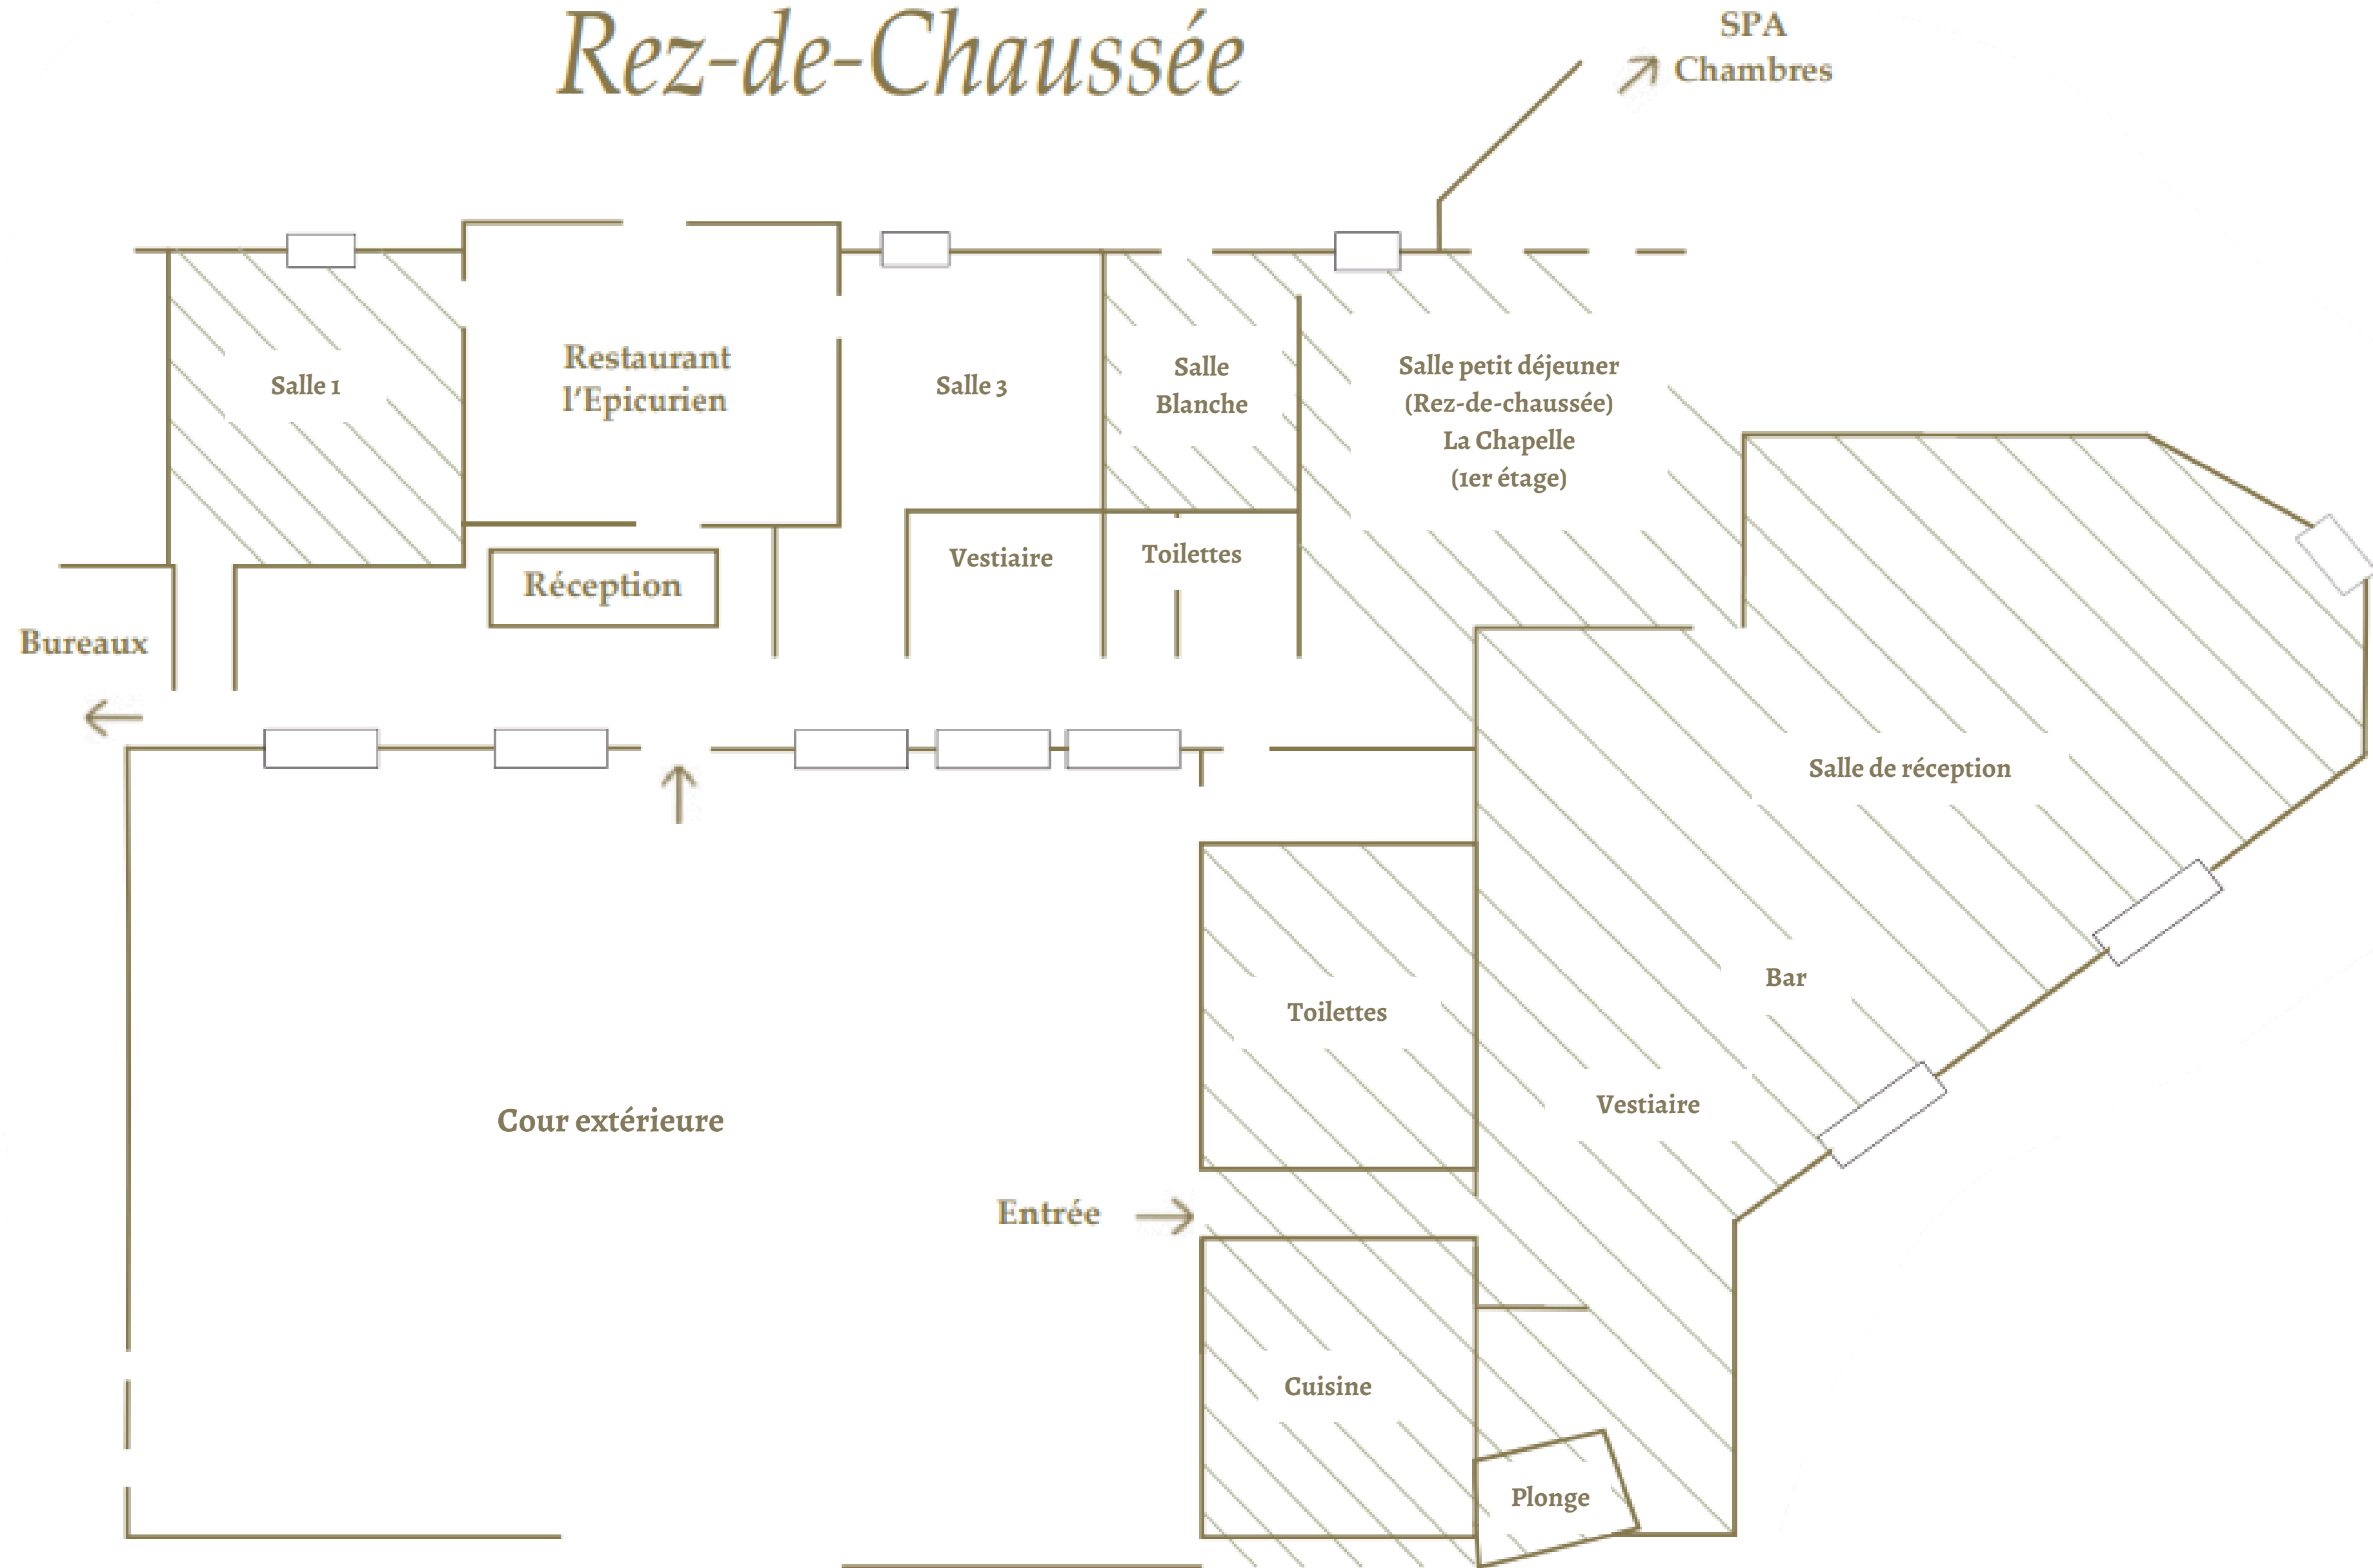 Rez-de-Chaussée
SPA
Chambres
Salle 1
Restaurant
l'Epicurien
Salle 3
Salle
Blanche
Salle petit déjeuner
(Rez-de-chaussée)
La Chapelle
(1er étage)
Réception
Vestiaire
Toilettes
Bureaux
Salle de réception
Bar
Toilettes
Vestiaire
Cour extérieure
Entrée
Cuisine
Plonge